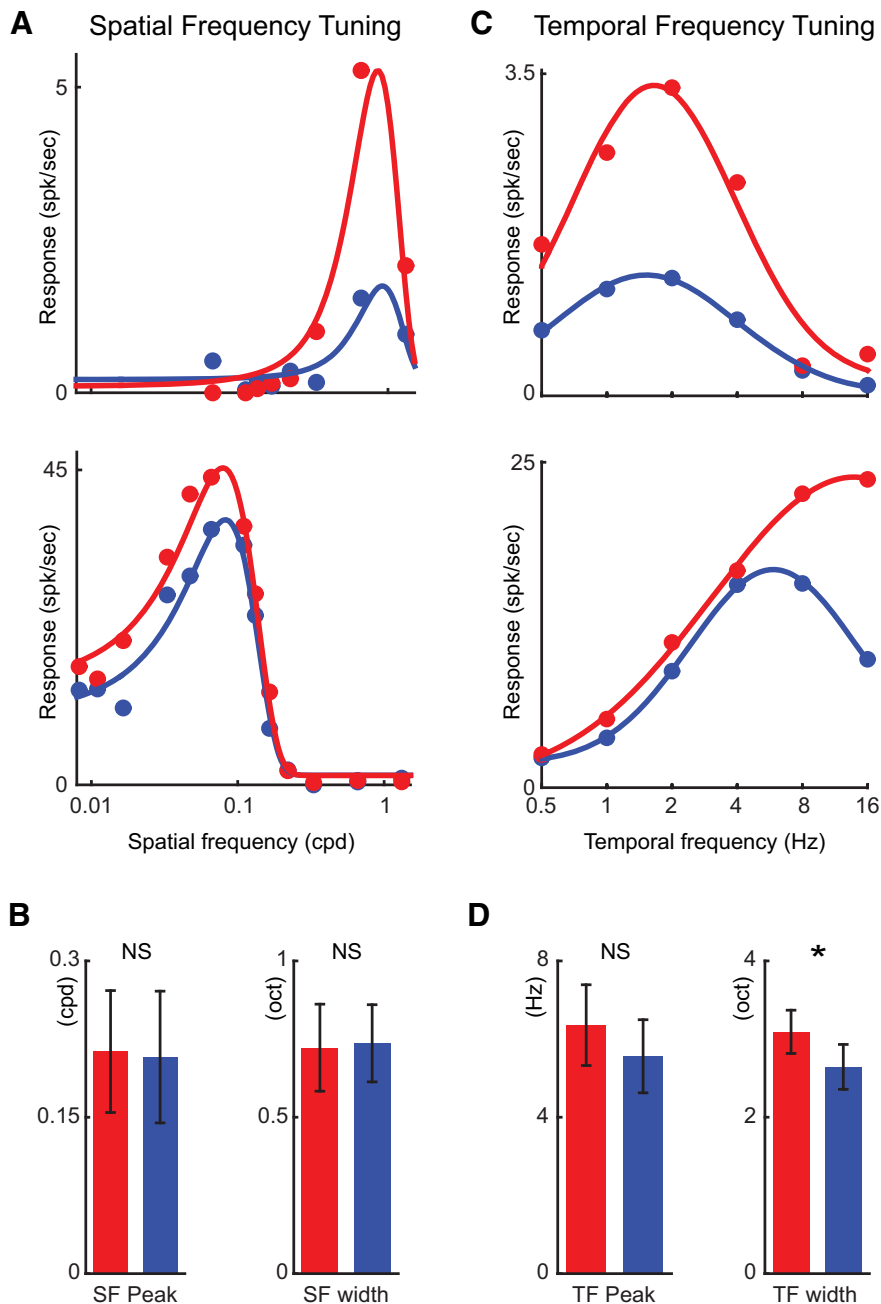 A Spatial Frequency Tuning
5
0
Response (spk/sec)
45
0
Response (spk/sec)
0.01 0.1 1
Spatial frequency (cpd)
C Temporal Frequency Tuning
3.5
0
Response (spk/sec)
25
0
Response (spk/sec)
0.5 1 2 4 8 16
Temporal frequency (Hz)
B
NS
0.3
0.15
0
(cpd)
SF Peak
NS
1
0.5
0
(oct)
SF width
D
NS
8
4
0
(Hz)
TF Peak
*
4
2
0
(oct)
TF width